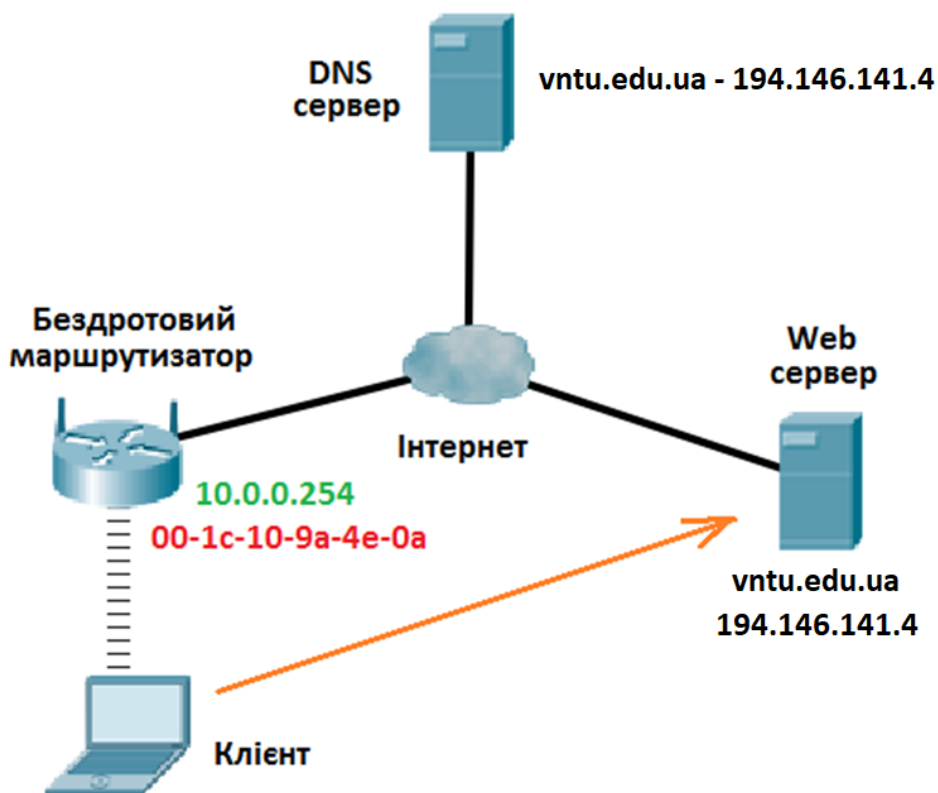 DNS
сервер
vntu.edu.ua - 194.146.141.4
Бездротовий
маршрутизатор
Web
сервер
Інтернет
10.0.0.254
00-1c-10-9a-4e-0a
vntu.edu.ua
194.146.141.4
Клієнт